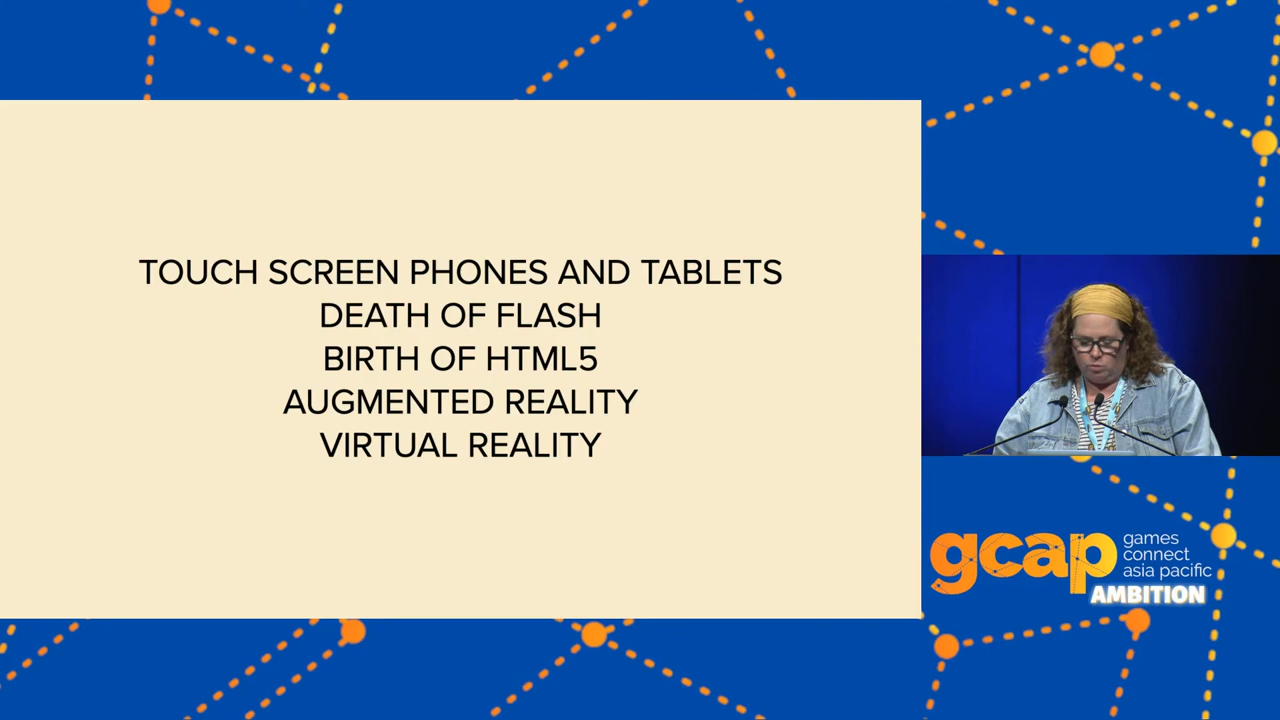 TOUCH SCREEN PHONES AND TABLETS
DEATH OF FLASH
BIRTH OF HTML5
AUGMENTED REALITY
VIRTUAL REALITY
gcap
games
connect
asia pacific
AMBITION